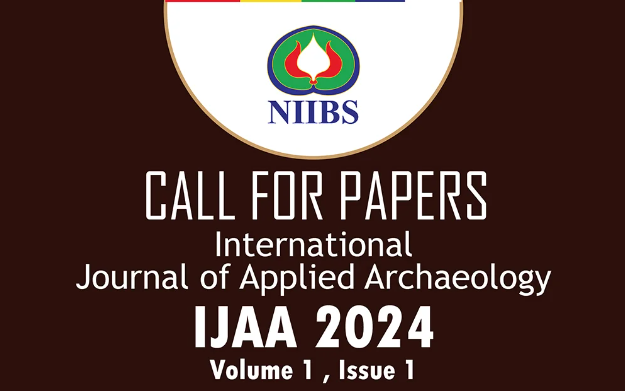 NIIBS
CALL FOR PAPERS
International
Journal of Applied Archaeology
IJAA 2024
Volume 1 , Issue 1